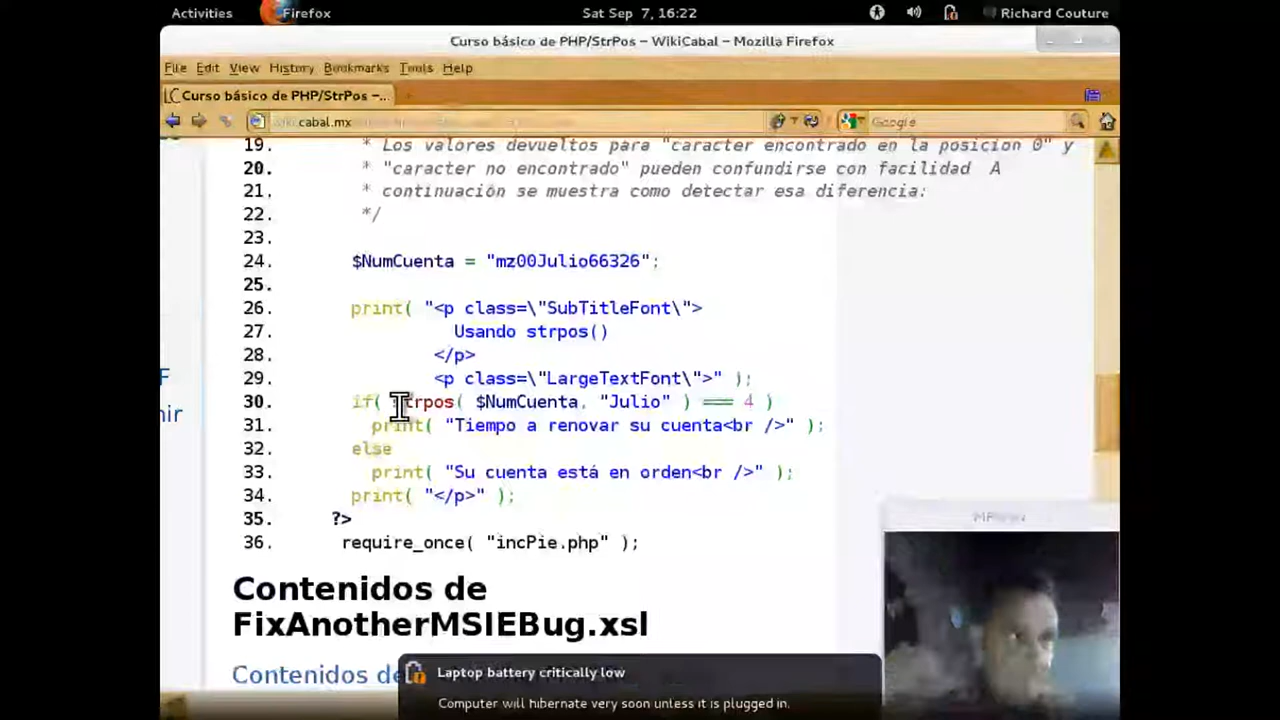 Activities Firefox Sat Sep 7, 16:22 Richard Couture
Curso básico de PHP/StrPos – WikiCabal – Mozilla Firefox
File Edit View History Bookmarks Tools Help
Curso básico de PHP/StrPos –...
wiki.cabal.mx Google
19. * Los valores devueltos para "caracter encontrado en la posicion 0" y
20. * "caracter no encontrado" pueden confundirse con facilidad A
21. * continuación se muestra como detectar esa diferencia:
22. */
23.
24. $NumCuenta = "mz00Julio66326";
25.
26. print( "<p class=\"SubTitleFont\">
27. Usando strpos()
28. </p>
29. <p class=\"LargeTextFont\">" );
30. if( strpos( $NumCuenta, "Julio" ) === 4 )
31. print( "Tiempo a renovar su cuenta<br />" );
32. else
33. print( "Su cuenta está en orden<br />" );
34. print( "</p>" );
35. ?>
36. require_once( "incPie.php" );
Contenidos de
FixAnotherMSIEBug.xsl
Contenidos de
Laptop battery critically low
Computer will hibernate very soon unless it is plugged in.